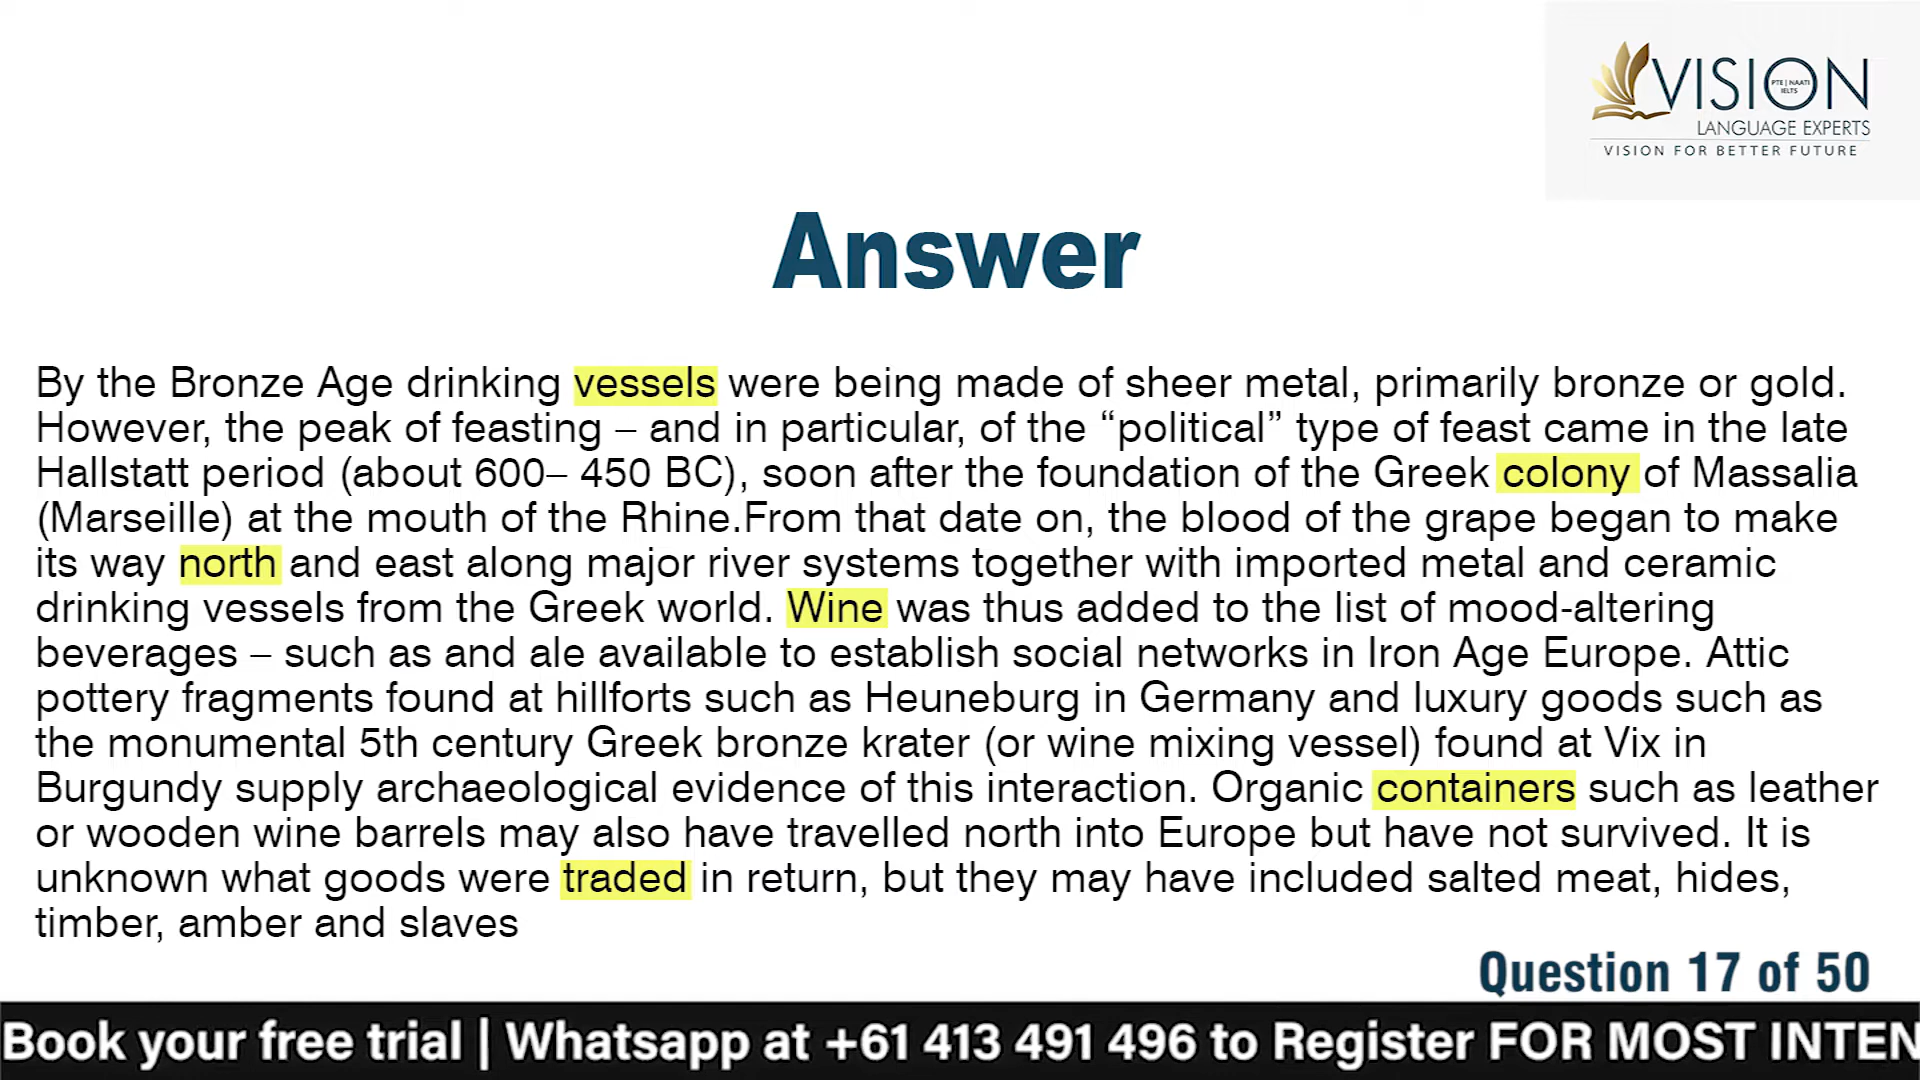 VISION
PTE | NAATI
IELTS
LANGUAGE EXPERTS
VISION FOR BETTER FUTURE
Answer
By the Bronze Age drinking vessels were being made of sheer metal, primarily bronze or gold.
However, the peak of feasting – and in particular, of the “political” type of feast came in the late
Hallstatt period (about 600– 450 BC), soon after the foundation of the Greek colony of Massalia
(Marseille) at the mouth of the Rhine.From that date on, the blood of the grape began to make
its way north and east along major river systems together with imported metal and ceramic
drinking vessels from the Greek world. Wine was thus added to the list of mood-altering
beverages – such as and ale available to establish social networks in Iron Age Europe. Attic
pottery fragments found at hillforts such as Heuneburg in Germany and luxury goods such as
the monumental 5th century Greek bronze krater (or wine mixing vessel) found at Vix in
Burgundy supply archaeological evidence of this interaction. Organic containers such as leather
or wooden wine barrels may also have travelled north into Europe but have not survived. It is
unknown what goods were traded in return, but they may have included salted meat, hides,
timber, amber and slaves
Question 17 of 50
Book your free trial | Whatsapp at +61 413 491 496 to Register FOR MOST INTEN